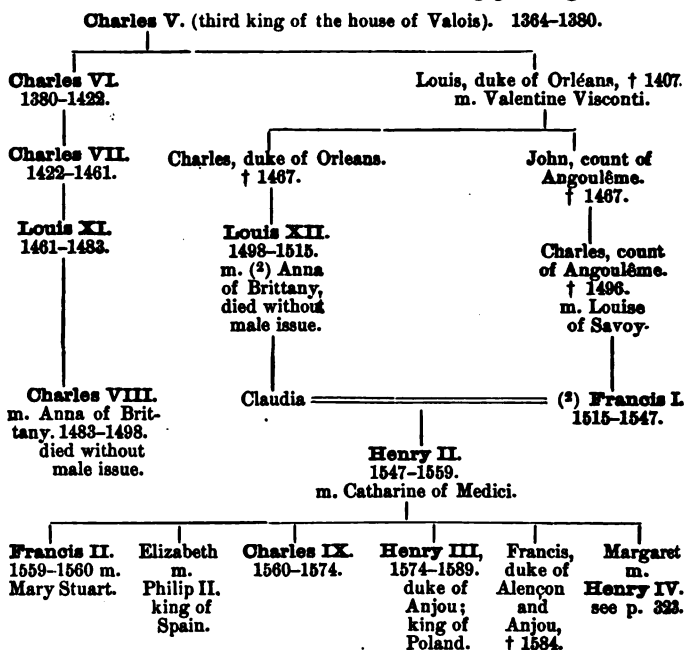 Charles V. (third king of the house of Valois). 1364–1380.
Charles VI.
1380–1422.
Louis, duke of Orléans, † 1407.
m. Valentine Visconti.
Charles VII.
1422–1461.
Charles, duke of Orleans.
† 1467.
John, count of
Angoulême.
† 1467.
Louis XI.
1461–1483.
Louis XII.
1498–1515.
m. (²) Anna
of Brittany,
died without
male issue.
Charles, count
of Angoulême.
† 1496.
m. Louise
of Savoy.
Charles VIII.
m. Anna of Brit-
tany. 1483–1498.
died without
male issue.
Claudia
(²) Francis I.
1515–1547.
Henry II.
1547–1559.
m. Catharine of Medici.
Francis II.
1559–1560 m.
Mary Stuart.
Elizabeth
m.
Philip II.
king of
Spain.
Charles IX.
1560–1574.
Henry III,
1574–1589.
duke of
Anjou;
king of
Poland.
Francis,
duke of
Alençon
and
Anjou,
† 1584.
Margaret
m.
Henry IV.
see p. 323.